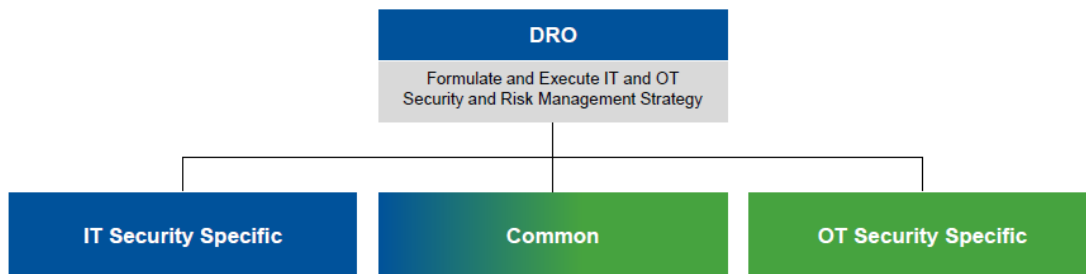 DRO
Formulate and Execute IT and OT
Security and Risk Management Strategy
IT Security Specific
Common
OT Security Specific